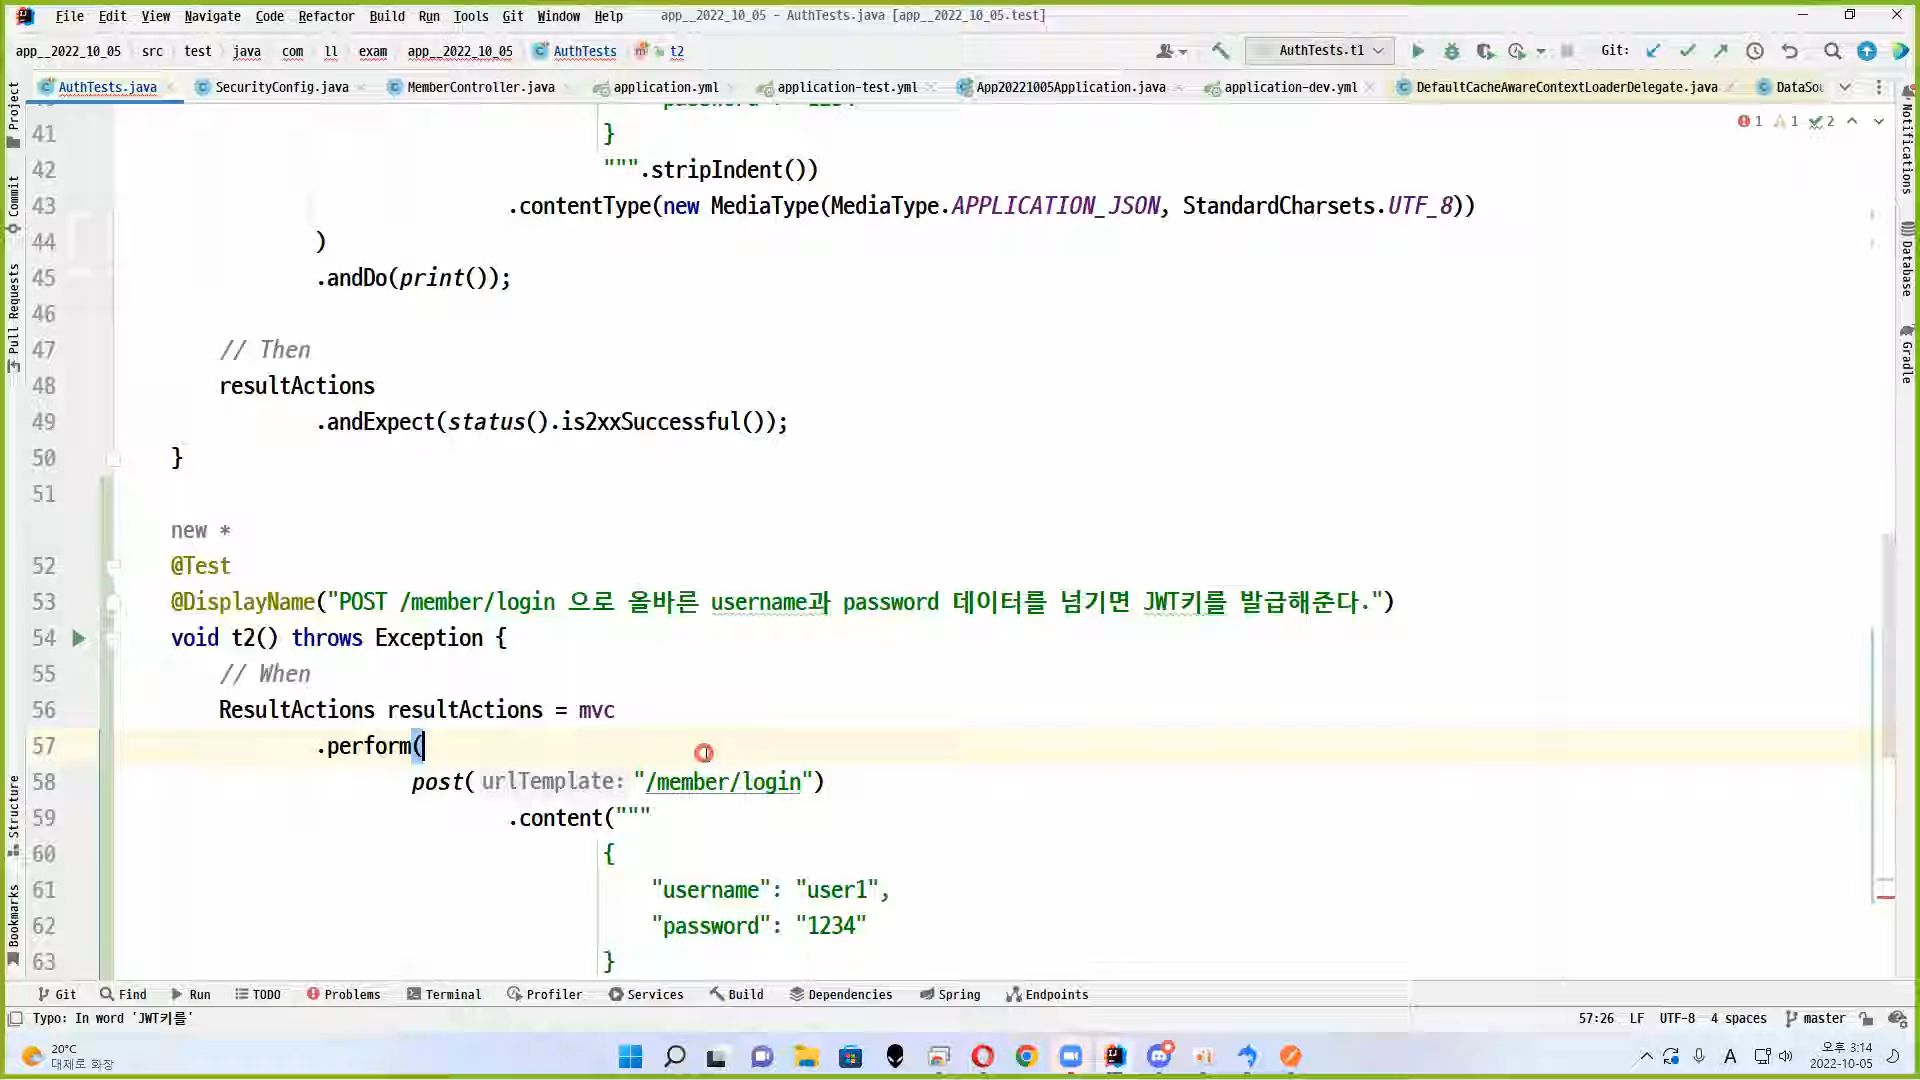 File Edit View Navigate Code Refactor Build Run Tools Git Window Help app__2022_10_05 - AuthTests.java [app__2022_10_05.test]
app__2022_10_05 src test java com ll exam app__2022_10_05 AuthTests t2 AuthTests.t1 Git:
AuthTests.java SecurityConfig.java MemberController.java application.yml application-test.yml App20221005Application.java application-dev.yml DefaultCacheAwareContextLoaderDelegate.java DataSou
1 1 2
41 }
42 """.stripIndent())
43 .contentType(new MediaType(MediaType.APPLICATION_JSON, StandardCharsets.UTF_8))
44 )
45 .andDo(print());
46
47 // Then
48 resultActions
49 .andExpect(status().is2xxSuccessful());
50 }
51
new *
52 @Test
53 @DisplayName("POST /member/login 으로 올바른 username과 password 데이터를 넘기면 JWT키를 발급해준다.")
54 void t2() throws Exception {
55 // When
56 ResultActions resultActions = mvc
57 .perform(
58 post( urlTemplate: "/member/login")
59 .content("""
60 {
61 "username": "user1",
62 "password": "1234"
63 }
Project
Commit
Pull Requests
Structure
Bookmarks
Notifications
Database
Gradle
Git Find Run TODO Problems Terminal Profiler Services Build Dependencies Spring Endpoints
Typo: In word 'JWT키를' 57:26 LF UTF-8 4 spaces master
20°C
대체로 화창
A
오후 3:14
2022-10-05